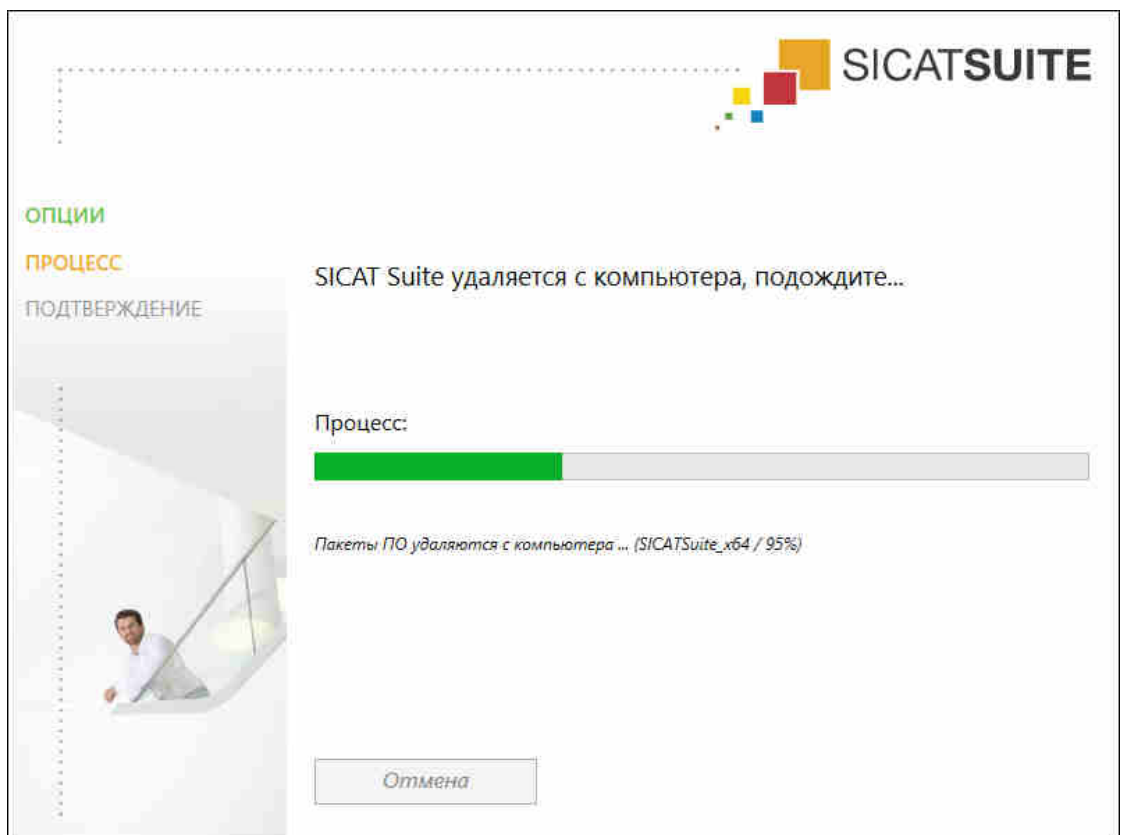 SICATSUITE
ОПЦИИ
ПРОЦЕСС
ПОДТВЕРЖДЕНИЕ
SICAT Suite удаляется с компьютера, подождите...
Процесс:
Пакеты ПО удаляются с компьютера ... (SICATSuite_x64 / 95%)
Отмена